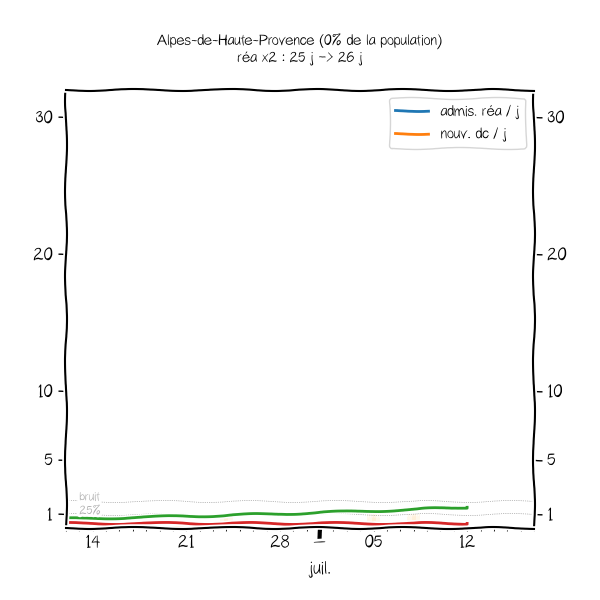 Alpes-de-Haute-Provence (0% de la population)
réa x2 : 25 j -> 26 j
admis. réa / j
nouv. dc / j
30
30
20
20
10
10
5
5
bruit
25%
1
1
14
21
28
05
12
juil.